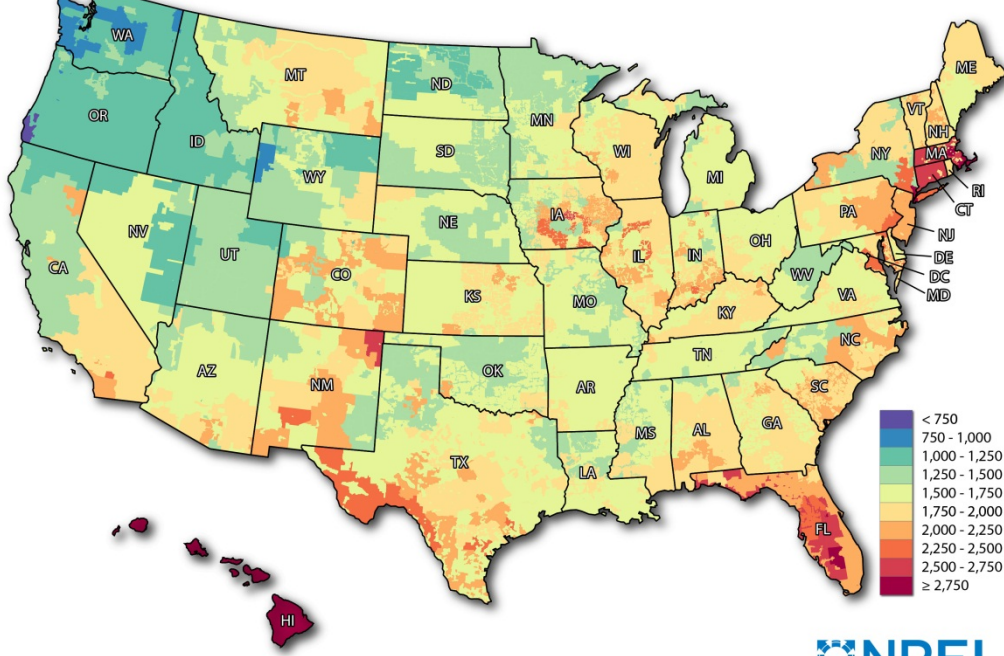 WA
MT
ND
MN
ME
OR
ID
WY
SD
WI
MI
NY
VT
NH
MA
RI
CT
NV
UT
NE
IA
PA
NJ
CA
CO
IL
IN
OH
WV
DE
DC
MD
KS
MO
KY
VA
AZ
NM
OK
AR
TN
NC
SC
TX
LA
MS
AL
GA
FL
HI
< 750
750 - 1,000
1,000 - 1,250
1,250 - 1,500
1,500 - 1,750
1,750 - 2,000
2,000 - 2,250
2,250 - 2,500
2,500 - 2,750
≥ 2,750
NREL